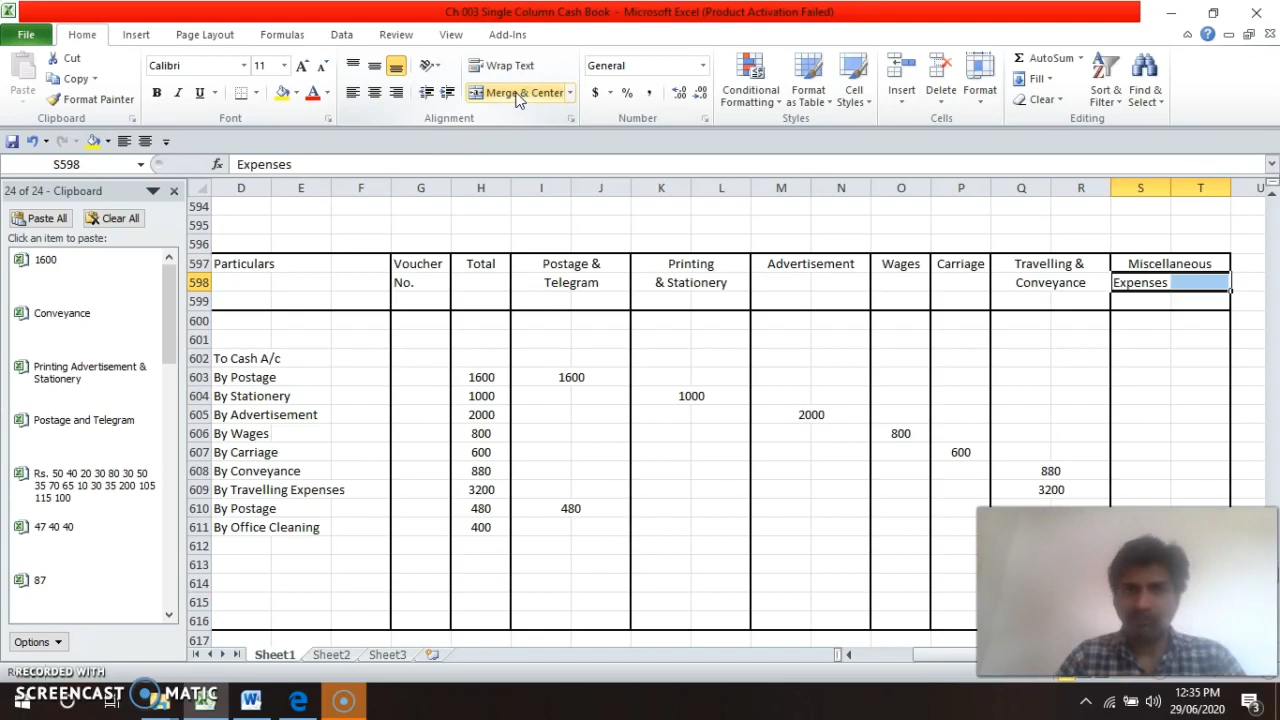 Ch 003 Single Column Cash Book - Microsoft Excel (Product Activation Failed)
File Home Insert Page Layout Formulas Data Review View Add-Ins
Cut
Copy
Format Painter
Paste
Clipboard
Calibri 11
B I U
Font
Wrap Text
Merge & Center
Alignment
General
$ % ,
Number
Conditional Formatting
Format as Table
Cell Styles
Styles
Insert Delete Format
Cells
AutoSum
Fill
Clear
Sort & Filter
Find & Select
Editing
S598 fx Expenses
24 of 24 - Clipboard
Paste All Clear All
Click an item to paste:
1600
Conveyance
Printing Advertisement &
Stationery
Postage and Telegram
Rs. 50 40 20 30 80 30 50
35 70 65 10 30 35 200 105
115 100
47 40 40
87
Options
D E F G H I J K L M N O P Q R S T U
594
595
596
597 Particulars Voucher Total Postage & Printing Advertisement Wages Carriage Travelling & Miscellaneous
598 No. Telegram & Stationery Conveyance Expenses
599
600
601
602 To Cash A/c
603 By Postage 1600 1600
604 By Stationery 1000 1000
605 By Advertisement 2000 2000
606 By Wages 800 800
607 By Carriage 600 600
608 By Conveyance 880 880
609 By Travelling Expenses 3200 3200
610 By Postage 480 480
611 By Office Cleaning 400
612
613
614
615
616
617
Sheet1 Sheet2 Sheet3
RECORDED WITH
SCREENCAST MATIC
12:35 PM
29/06/2020
3